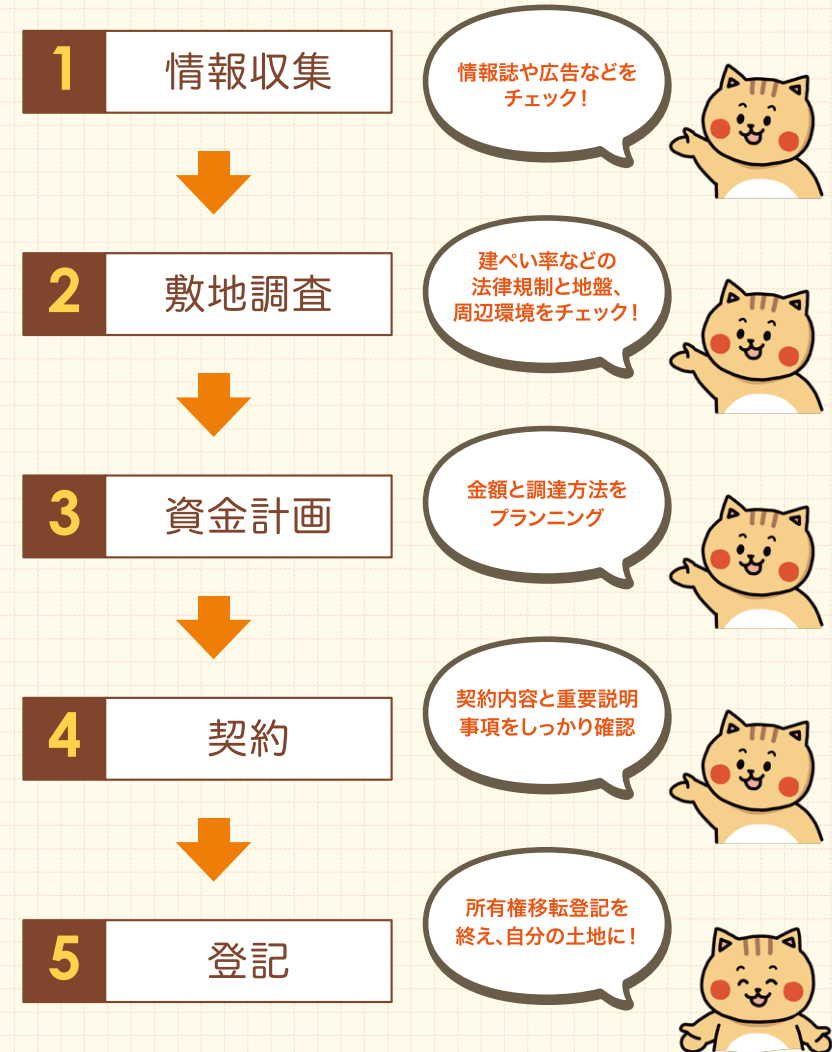 1 情報収集
情報誌や広告などを
チェック！
2 敷地調査
建ぺい率などの
法律規制と地盤、
周辺環境をチェック！
3 資金計画
金額と調達方法を
プランニング
4 契約
契約内容と重要説明
事項をしっかり確認
5 登記
所有権移転登記を
終え、自分の土地に！